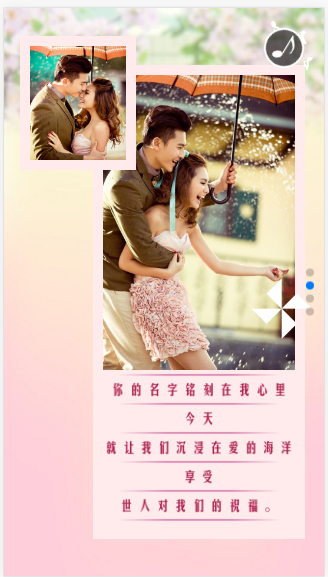 你的名字铭刻在我心里
今天
就让我们沉浸在爱的海洋
享受
世人对我们的祝福。